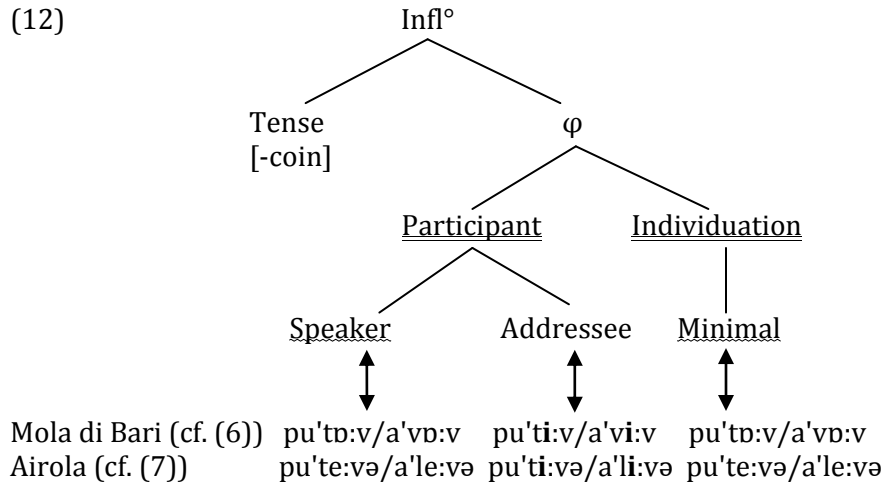 (12) Infl°
Tense φ
[-coin]
Participant Individuation
Speaker Addressee Minimal
Mola di Bari (cf. (6)) pu'tɒ:v/a'vɒ:v pu'ti:v/a'vi:v pu'tɒ:v/a'vɒ:v
Airola (cf. (7)) pu'te:və/a'le:və pu'ti:və/a'li:və pu'te:və/a'le:və